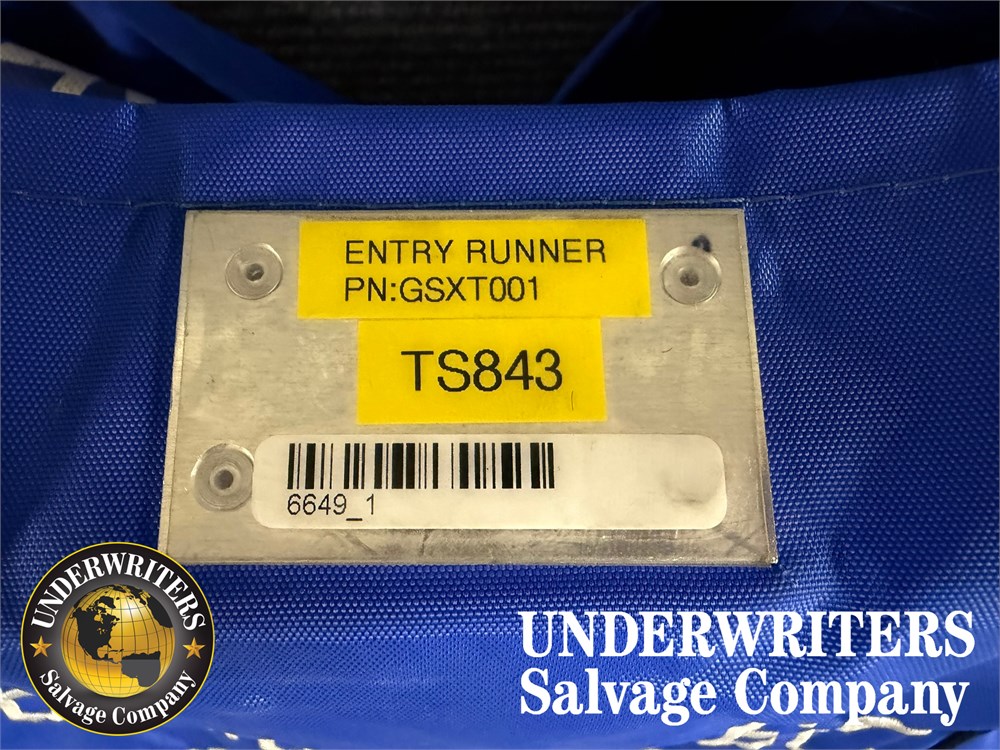 ENTRY RUNNER
PN:GSXT001
TS843
6649_1
UNDERWRITERS
Salvage Company
UNDERWRITERS
Salvage Company